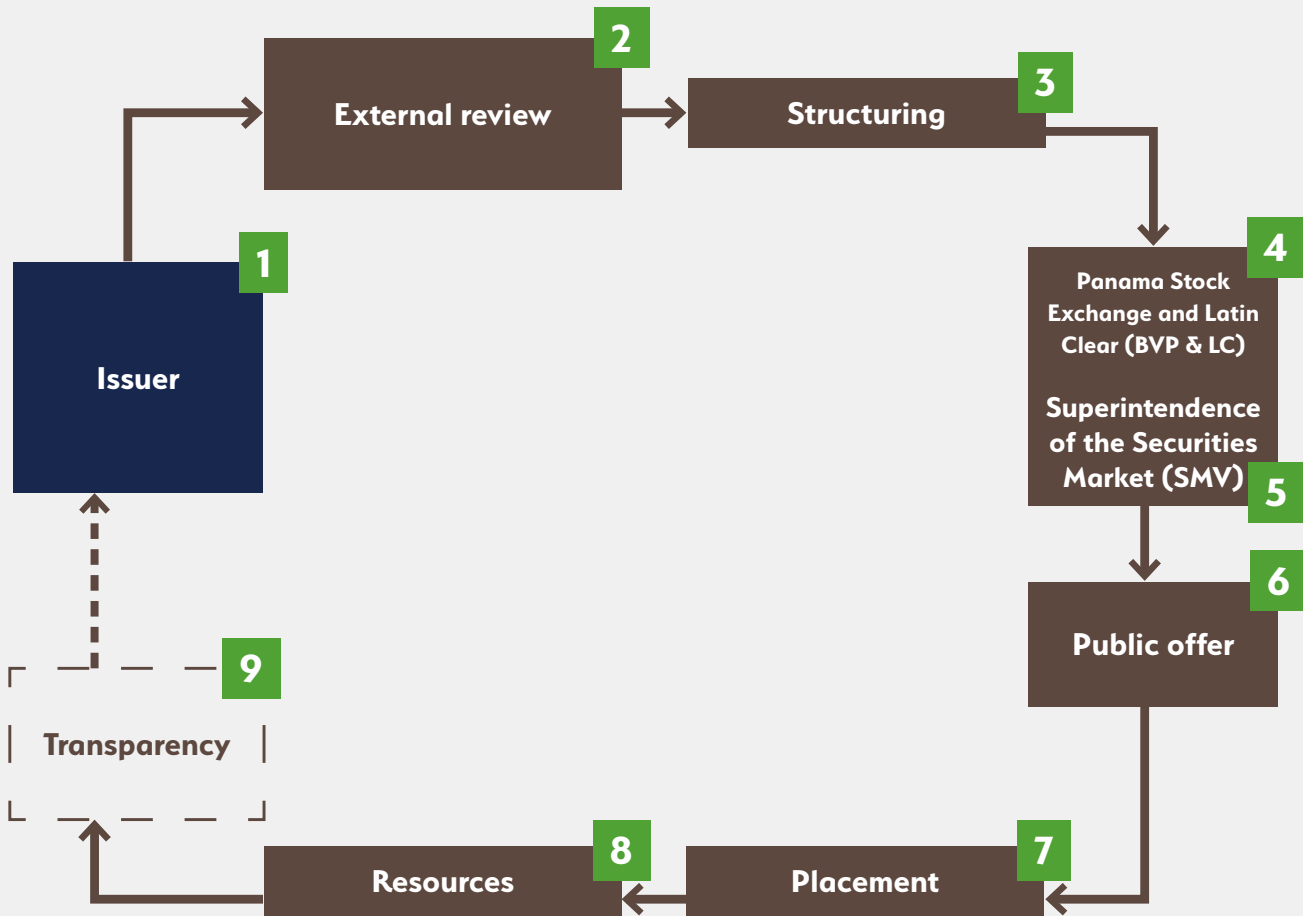 1
Issuer
2
External review
3
Structuring
4
Panama Stock
Exchange and Latin
Clear (BVP & LC)
Superintendence
of the Securities
Market (SMV)
5
6
Public offer
7
Placement
8
Resources
9
Transparency